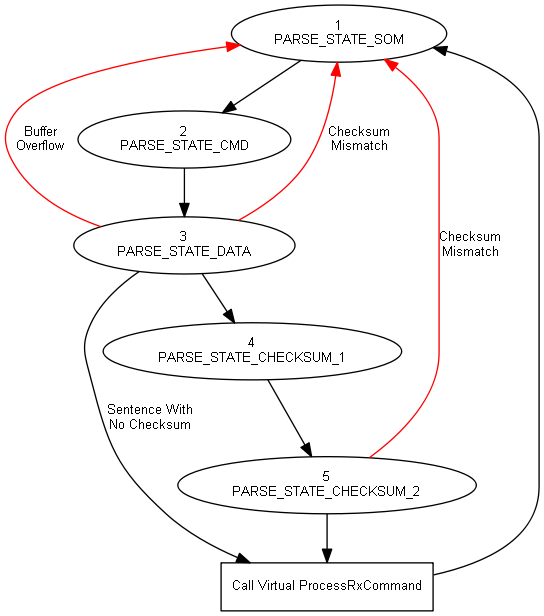 1
PARSE_STATE_SOM
Buffer
Overflow
Checksum
Mismatch
2
PARSE_STATE_CMD
3
PARSE_STATE_DATA
Checksum
Mismatch
4
PARSE_STATE_CHECKSUM_1
Sentence With
No Checksum
5
PARSE_STATE_CHECKSUM_2
Call Virtual ProcessRxCommand